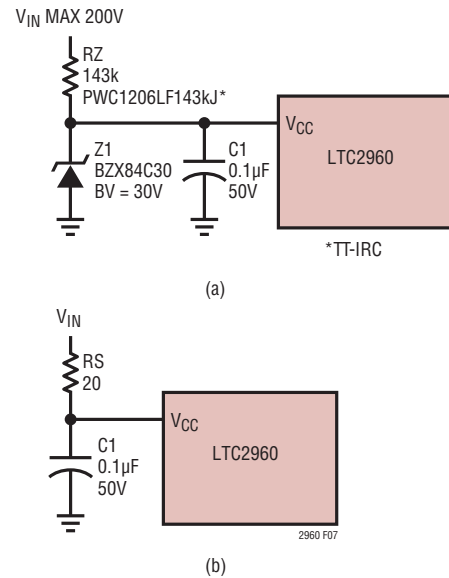 VIN MAX 200V
RZ
143k
PWC1206LF143kJ*
Z1
BZX84C30
BV = 30V
C1
0.1µF
50V
VCC
LTC2960
*TT-IRC
(a)
VIN
RS
20
C1
0.1µF
50V
VCC
LTC2960
2960 F07
(b)